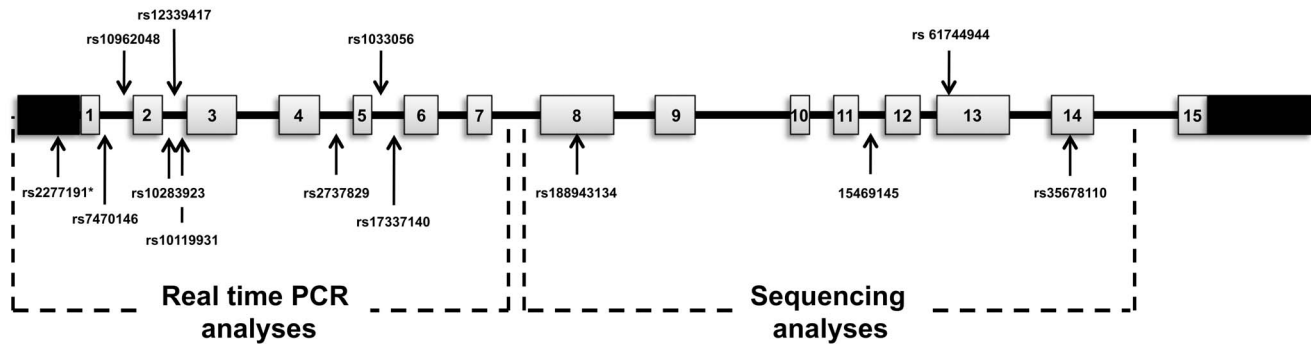 rs12339417
rs10962048
rs1033056
rs 61744944
1
2
3
4
5
6
7
8
9
10
11
12
13
14
15
rs2277191*
rs7470146
rs10283923
rs10119931
rs2737829
rs17337140
rs188943134
15469145
rs35678110
Real time PCR
analyses
Sequencing
analyses